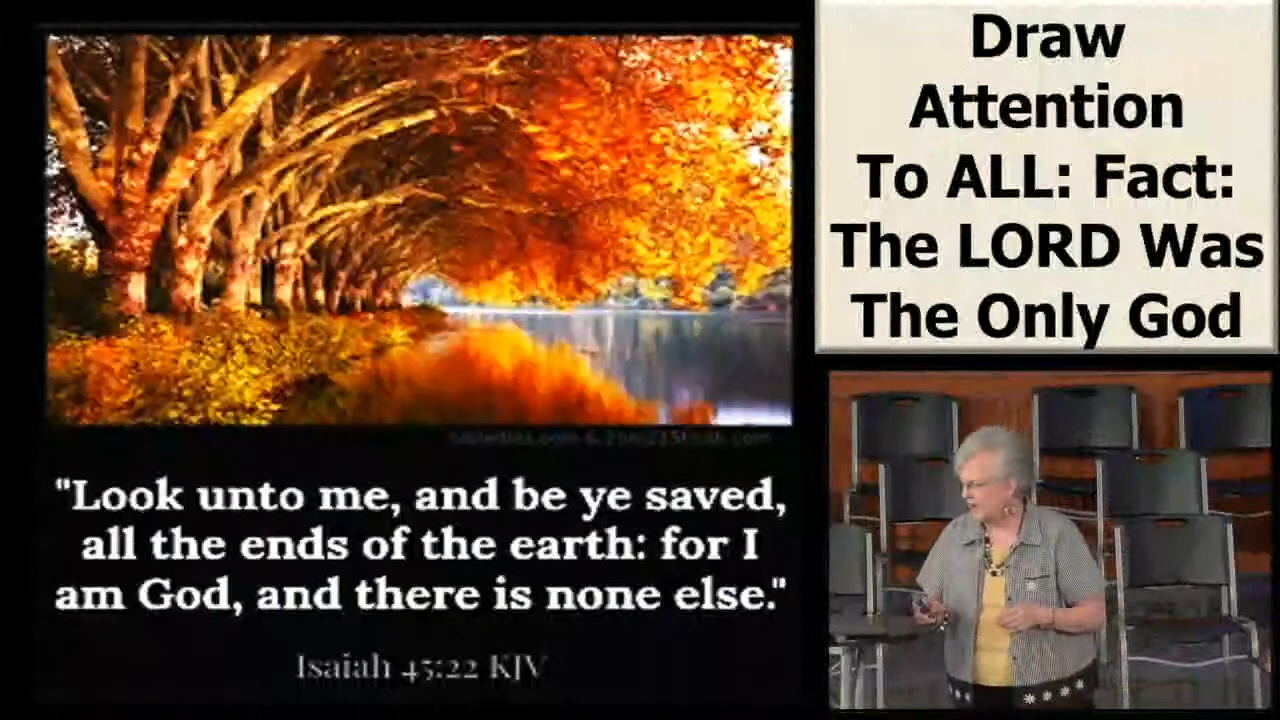 Draw
Attention
To ALL: Fact:
The LORD Was
The Only God
"Look unto me, and be ye saved,
all the ends of the earth: for I
am God, and there is none else."
Isaiah 45:22 KJV